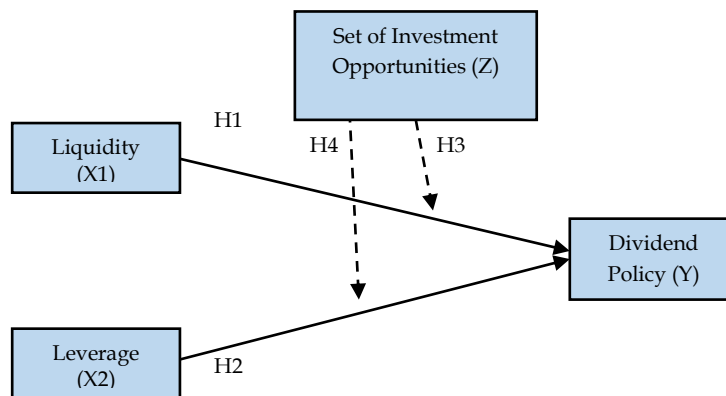 Set of Investment
Opportunities (Z)
H1
H4
H3
Liquidity
(X1)
Dividend
Policy (Y)
Leverage
(X2)
H2